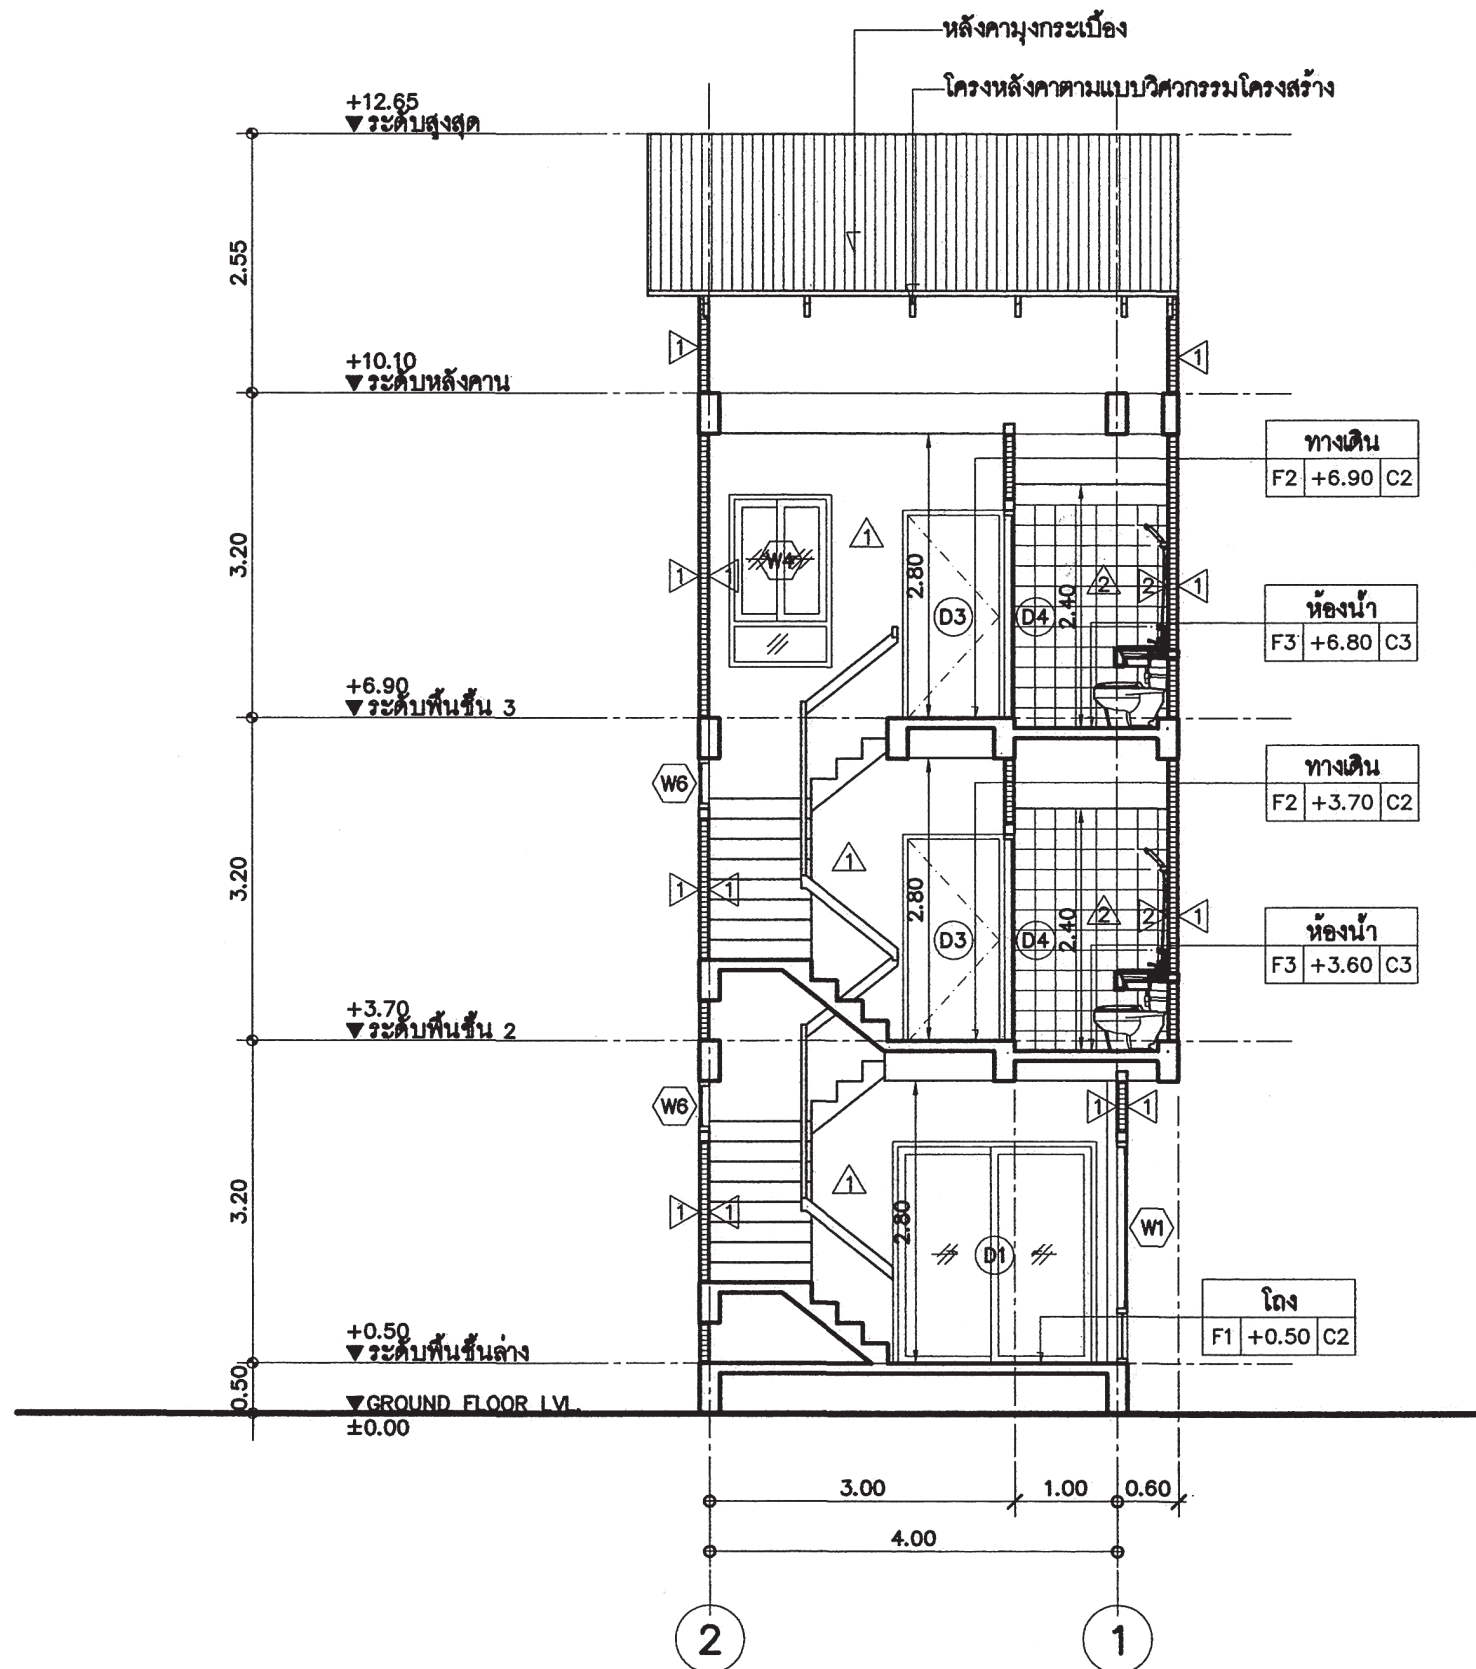 หลังคามุงกระเบื้อง
โครงหลังคาตามแบบวิศวกรรมโครงสร้าง
+12.65
▼ระดับสูงสุด
2.55
1
1
+10.10
▼ระดับหลังคาน
ทางเดิน
F2 +6.90 C2
3.20
W4
1
2.80
2.40
1 1
2
2 1
D3
D4
ห้องน้ำ
F3 +6.80 C3
+6.90
▼ระดับพื้นชั้น 3
W6
ทางเดิน
F2 +3.70 C2
3.20
1
1 1
2.80
2.40
2
2 1
D3
D4
ห้องน้ำ
F3 +3.60 C3
+3.70
▼ระดับพื้นชั้น 2
W6
1 1
3.20
1
1 1
2.80
W1
D1
โถง
F1 +0.50 C2
+0.50
▼ระดับพื้นชั้นล่าง
0.50
▼GROUND FLOOR LVL.
±0.00
3.00 1.00 0.60
4.00
2 1